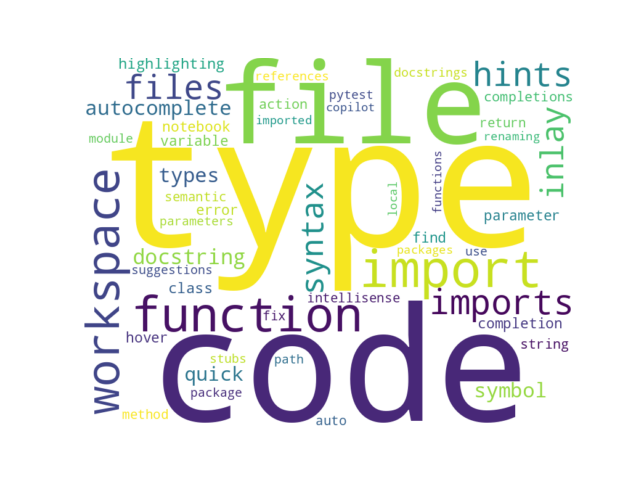 highlighting
file
hints
files
references
docstrings
completions
autocomplete
action
pytest
copilot
imported
return
renaming
inlay
notebook
module
variable
type
types
semantic
error
parameters
syntax
local
functions
parameter
workspace
docstring
suggestions
find
packages
use
import
class
intellisense
imports
function
fix
completion
hover
string
code
stubs
path
quick
package
symbol
method
auto